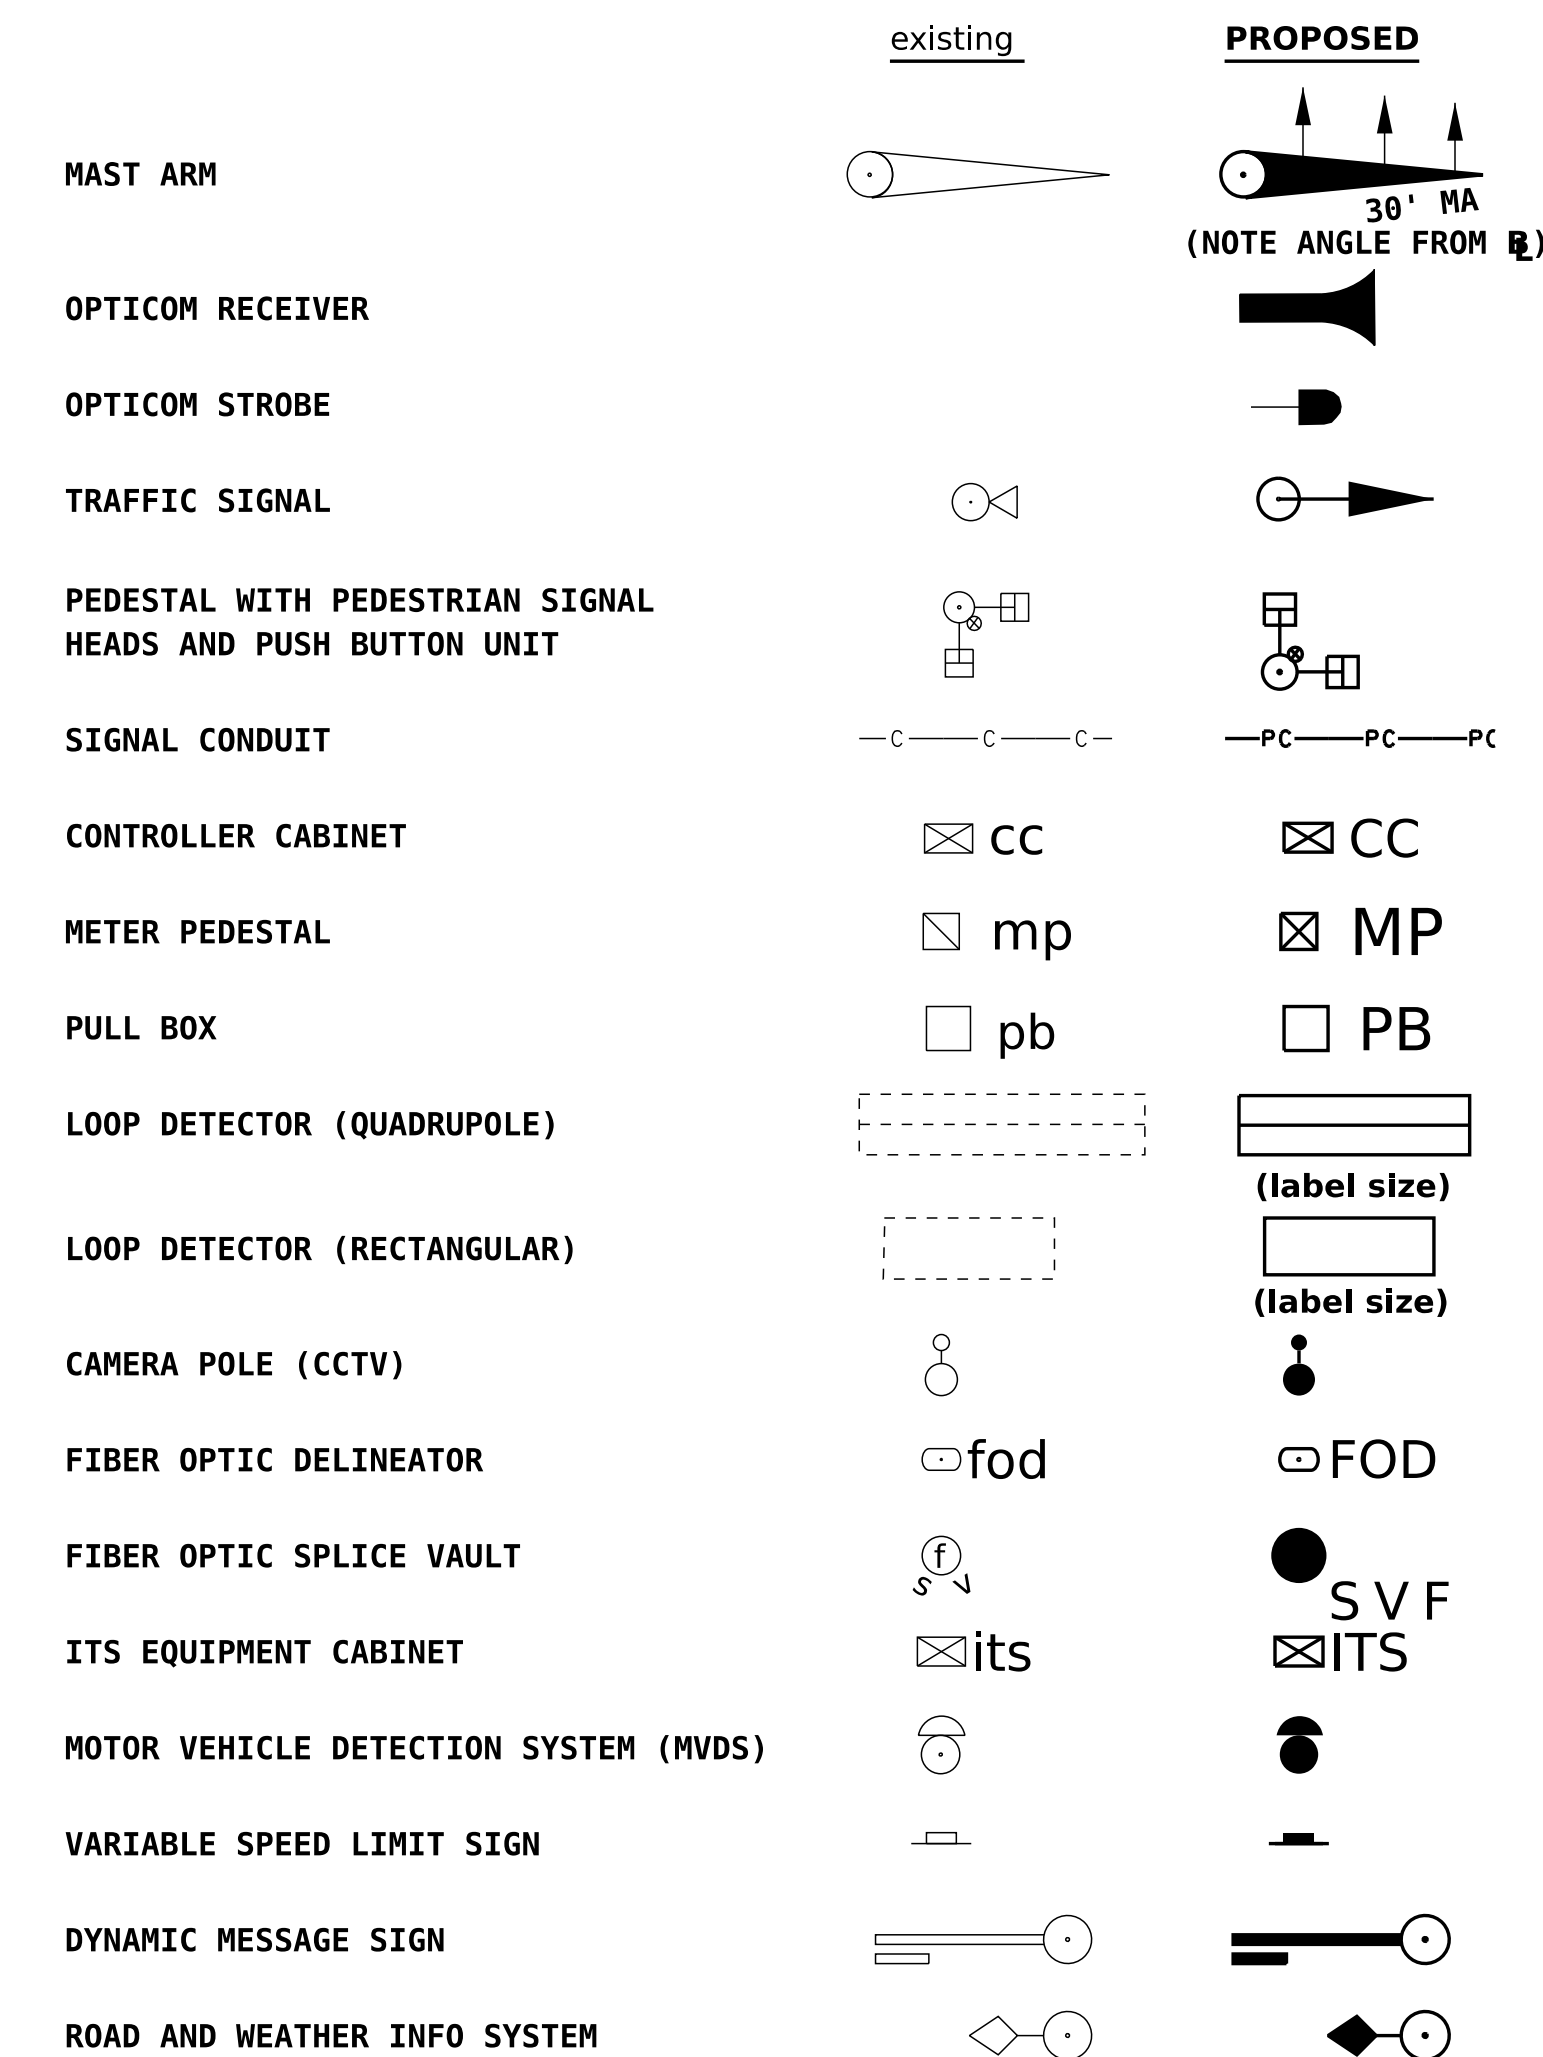 existing PROPOSED
MAST ARM
30' MA
(NOTE ANGLE FROM BL)
OPTICOM RECEIVER
OPTICOM STROBE
TRAFFIC SIGNAL
PEDESTAL WITH PEDESTRIAN SIGNAL
HEADS AND PUSH BUTTON UNIT
SIGNAL CONDUIT C C C PC PC PC
CONTROLLER CABINET cc CC
METER PEDESTAL mp MP
PULL BOX pb PB
LOOP DETECTOR (QUADRUPOLE)
(label size)
LOOP DETECTOR (RECTANGULAR)
(label size)
CAMERA POLE (CCTV)
FIBER OPTIC DELINEATOR fod FOD
FIBER OPTIC SPLICE VAULT f
s v S V F
ITS EQUIPMENT CABINET its ITS
MOTOR VEHICLE DETECTION SYSTEM (MVDS)
VARIABLE SPEED LIMIT SIGN
DYNAMIC MESSAGE SIGN
ROAD AND WEATHER INFO SYSTEM